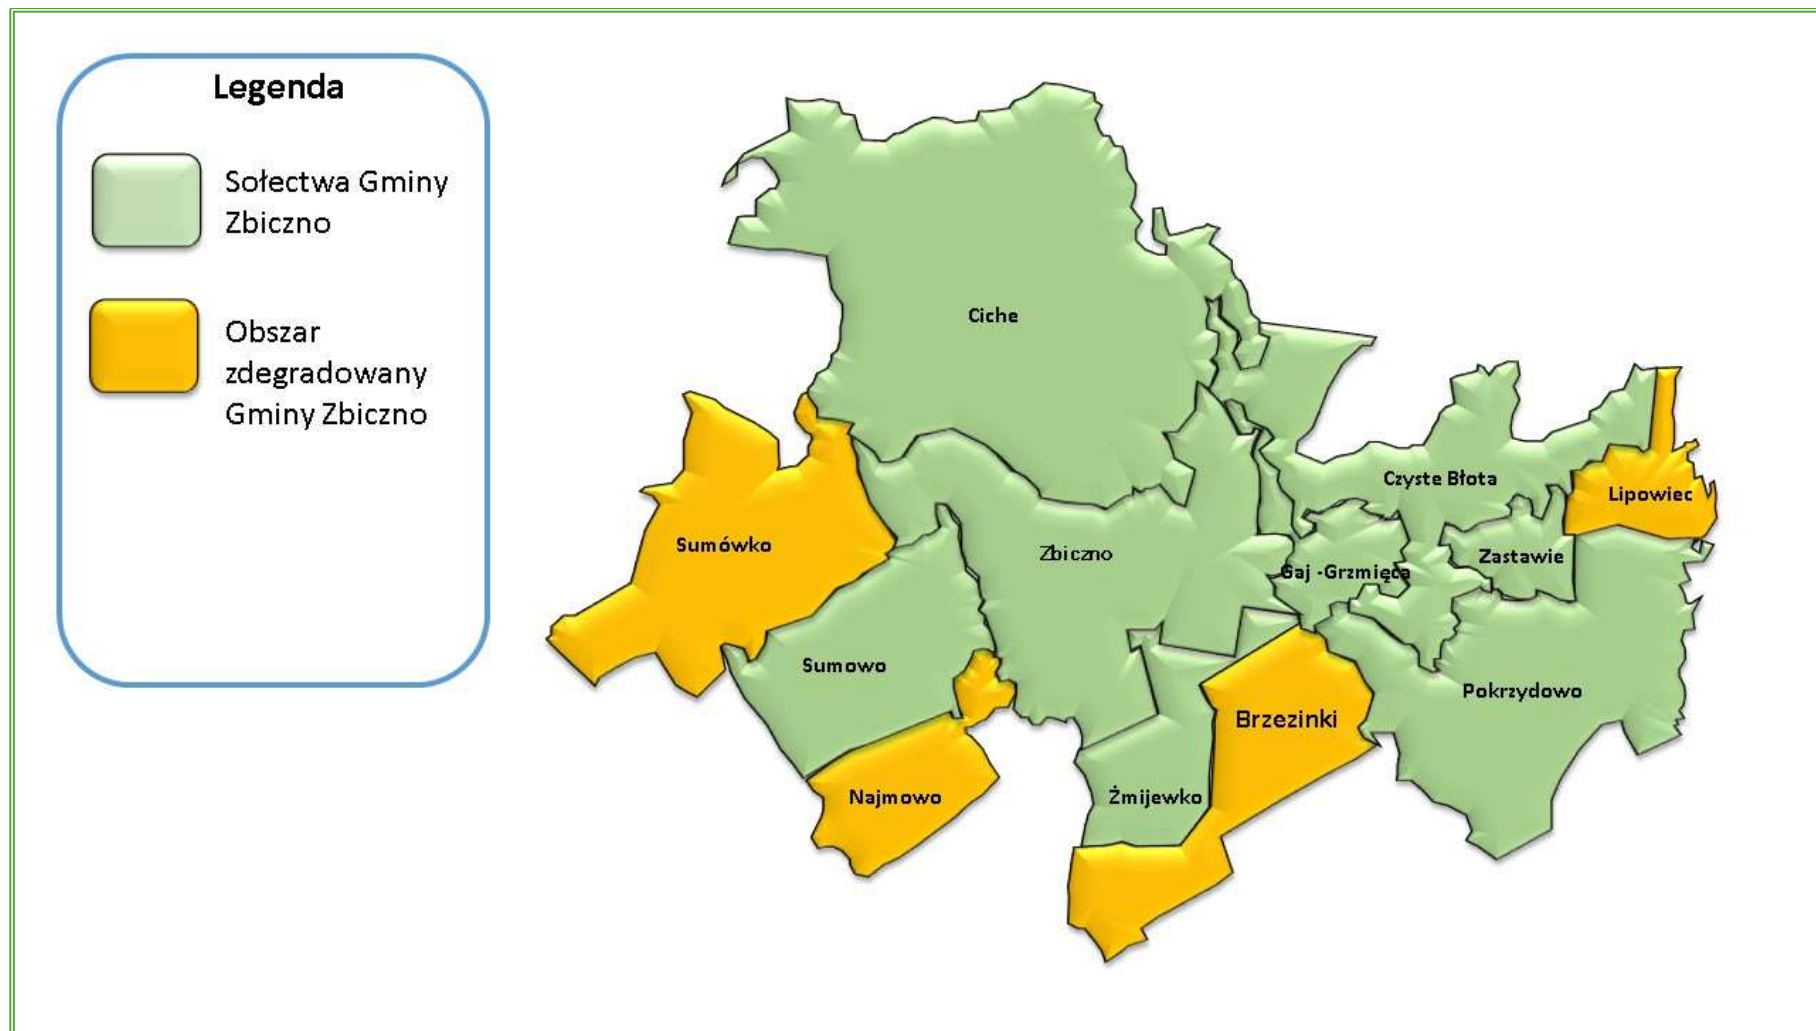 Legenda
Sołectwa Gminy
Zbiczno
Obszar
zdegradowany
Gminy Zbiczno
Ciche
Czyste Błota
Lipowiec
Sumówko
Zbiczno
Zastawie
Gaj -Grzmięca
Sumowo
Pokrzydowo
Brzezinki
Najmowo
Żmijewko